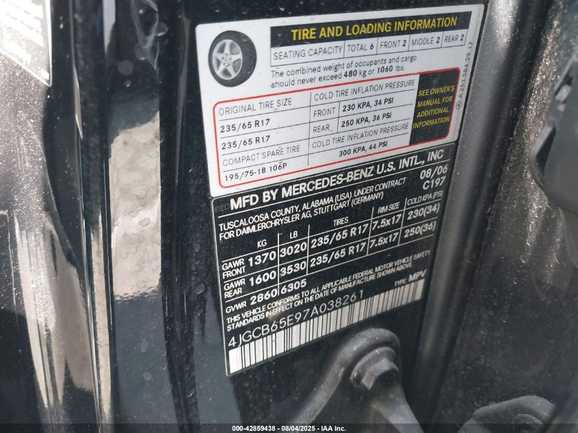 TIRE AND LOADING INFORMATION
SEATING CAPACITY TOTAL 6 FRONT 2 MIDDLE 2 REAR 2
The combined weight of occupants and cargo
should never exceed 480 kg or 1060 lbs.
ORIGINAL TIRE SIZE COLD TIRE INFLATION PRESSURE
235/65 R17 FRONT 230 KPA, 34 PSI
235/65 R17 REAR 250 KPA, 36 PSI
COMPACT SPARE TIRE COLD TIRE INFLATION PRESSURE
195/75-18 106P 300 KPA, 44 PSI
SEE OWNER'S
MANUAL FOR
ADDITIONAL
INFORMATION
MFD BY MERCEDES-BENZ U.S. INTL., INC
TUSCALOOSA COUNTY, ALABAMA (USA) UNDER CONTRACT 08/06
FOR DAIMLERCHRYSLER AG, STUTTGART (GERMANY) C197
KG LB TIRES RIM SIZE COLD KPA(PSI)
GAWR FRONT 1370 3020 235/65 R17 7.5x17 230(34)
GAWR REAR 1600 3530 235/65 R17 7.5x17 250(36)
GVWR 2860 6305
THIS VEHICLE CONFORMS TO ALL APPLICABLE FEDERAL MOTOR VEHICLE SAFETY
STANDARDS IN EFFECT ON THE DATE OF MANUFACTURE SHOWN ABOVE.
4JGCB65E97A038261 TYPE: MPV
000-42859438 - 08/04/2025 - IAA Inc.